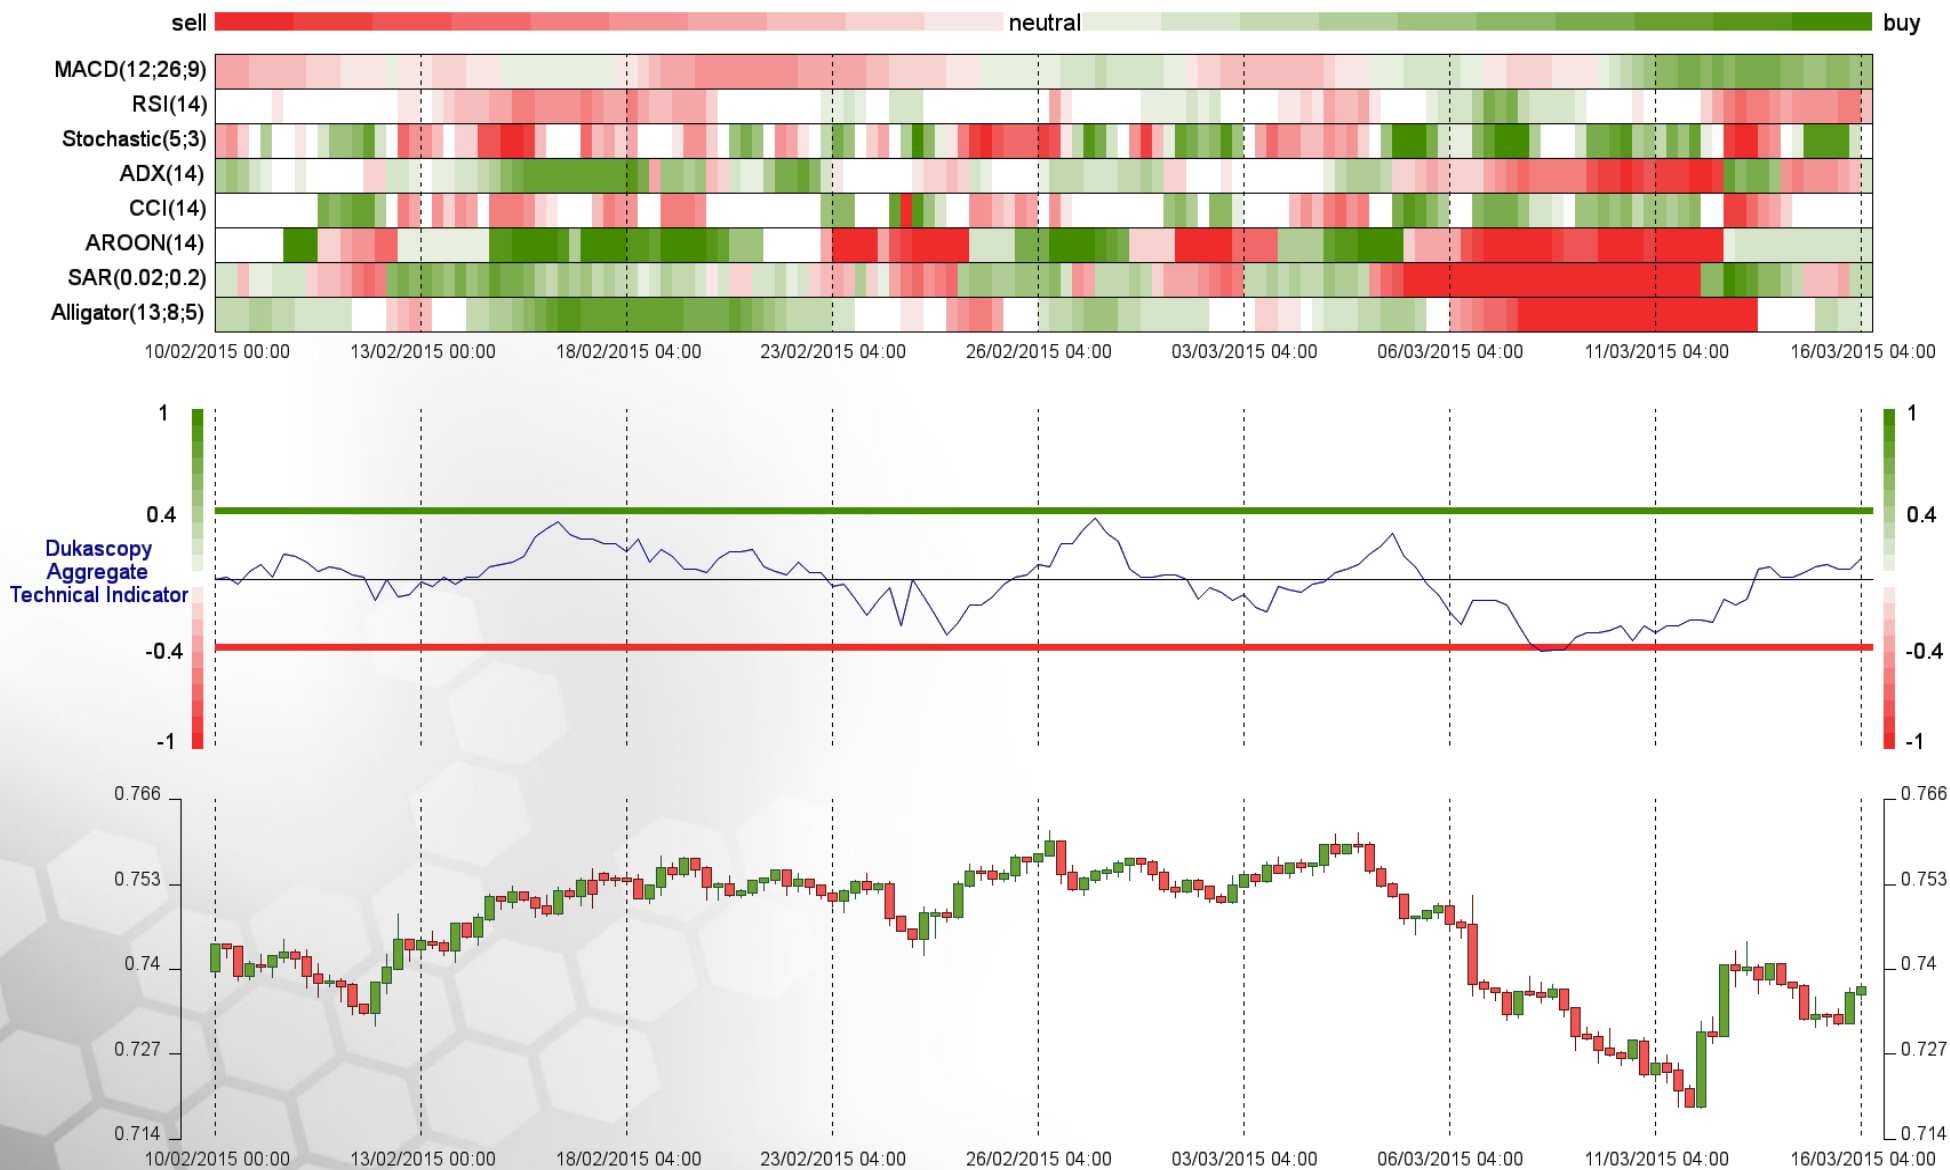 sell neutral buy
MACD(12;26;9)
RSI(14)
Stochastic(5;3)
ADX(14)
CCI(14)
AROON(14)
SAR(0.02;0.2)
Alligator(13;8;5)
10/02/2015 00:00 13/02/2015 00:00 18/02/2015 04:00 23/02/2015 04:00 26/02/2015 04:00 03/03/2015 04:00 06/03/2015 04:00 11/03/2015 04:00 16/03/2015 04:00
1 1
0.4 0.4
Dukascopy
Aggregate
Technical Indicator
-0.4 -0.4
-1 -1
0.766 0.766
0.753 0.753
0.74 0.74
0.727 0.727
0.714 0.714
10/02/2015 00:00 13/02/2015 00:00 18/02/2015 04:00 23/02/2015 04:00 26/02/2015 04:00 03/03/2015 04:00 06/03/2015 04:00 11/03/2015 04:00 16/03/2015 04:00